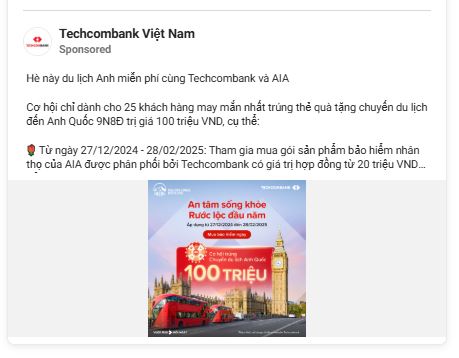 Techcombank Việt Nam
Sponsored
Hè này du lịch Anh miễn phí cùng Techcombank và AIA
Cơ hội chỉ dành cho 25 khách hàng may mắn nhất trúng thẻ quà tặng chuyến du lịch
đến Anh Quốc 9N8Đ trị giá 100 triệu VND, cụ thể:
🌹 Từ ngày 27/12/2024 - 28/02/2025: Tham gia mua gói sản phẩm bảo hiểm nhân
thọ của AIA được phân phối bởi Techcombank có giá trị hợp đồng từ 20 triệu VND...
TECHCOMBANK
An tâm sống khỏe
Rước lộc đầu năm
Áp dụng từ 27/12/2024 đến 28/02/2025
Mua bảo hiểm ngay
Cơ hội trúng
Chuyến du lịch Anh Quốc
100 TRIỆU